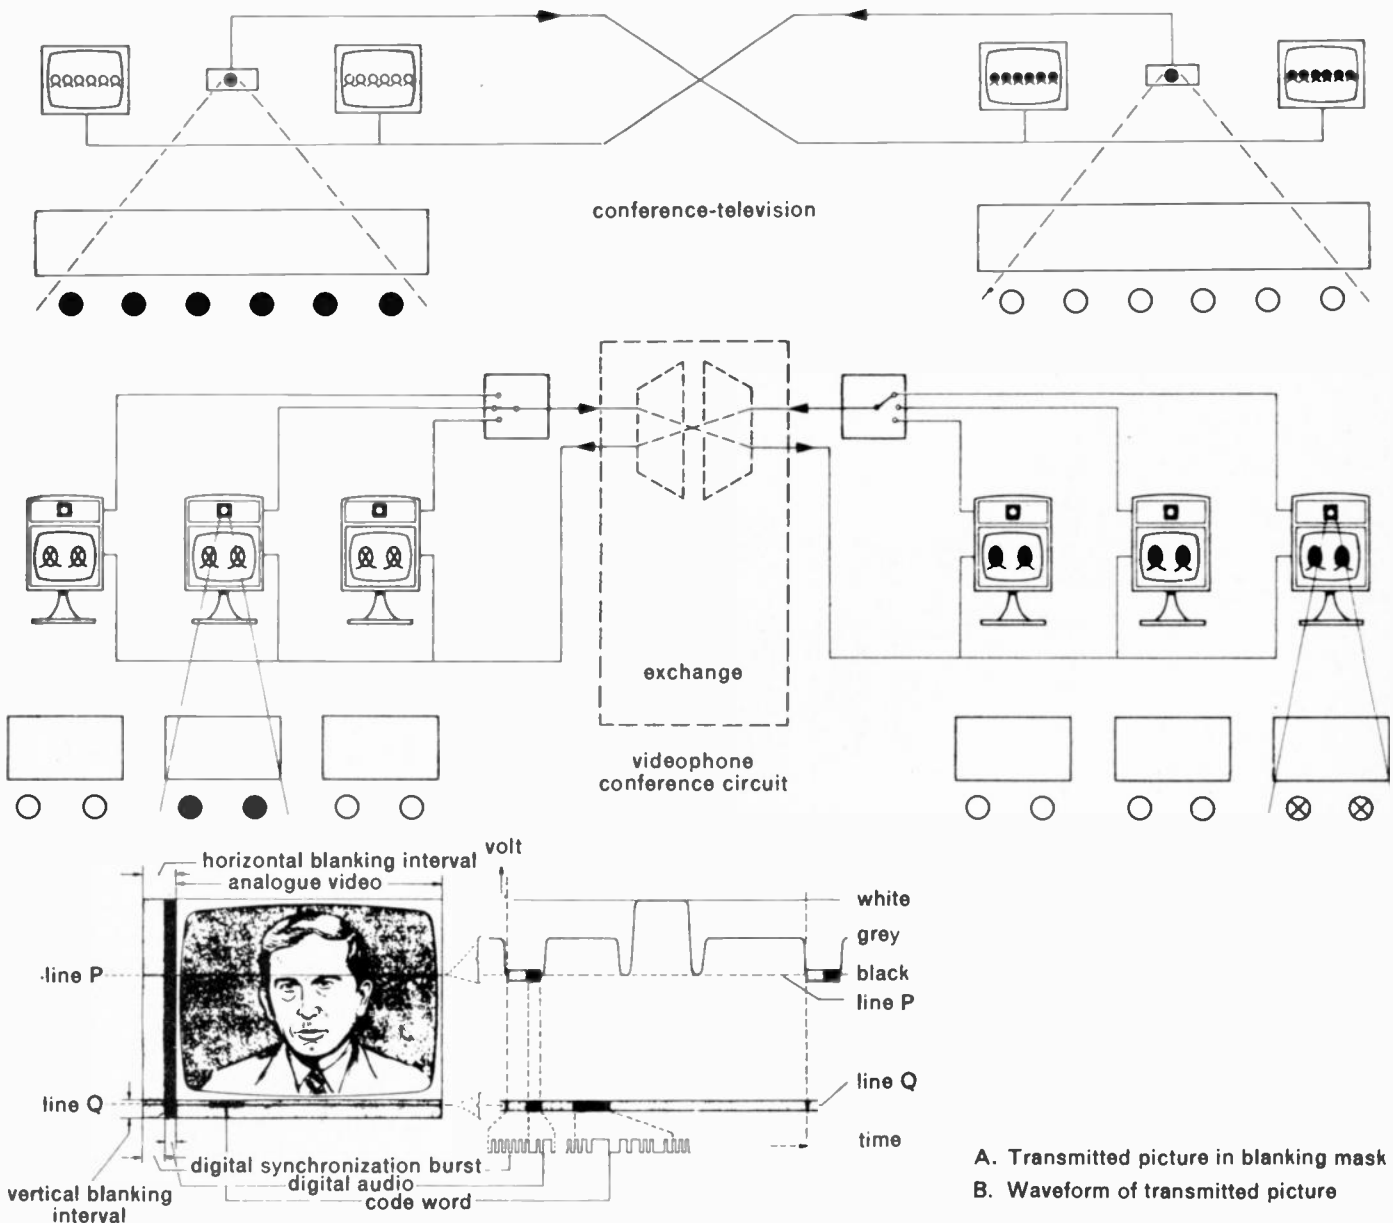 conference-television
exchange
videophone
conference circuit
horizontal blanking interval
analogue video
volt
white
grey
line P
black
line P
line Q
line Q
time
digital synchronization burst
digital audio
code word
vertical blanking
interval
A. Transmitted picture in blanking mask
B. Waveform of transmitted picture